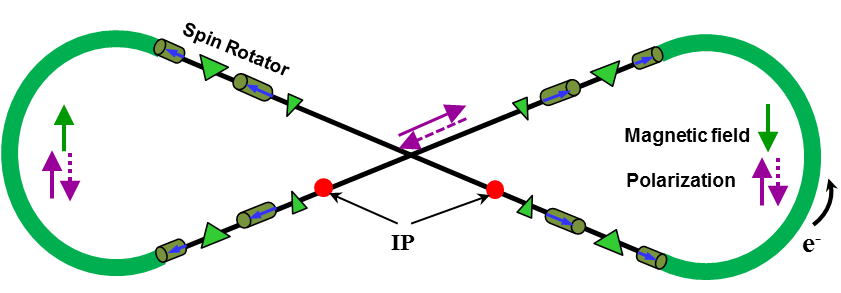 Spin Rotator
Magnetic field
Polarization
IP
e-